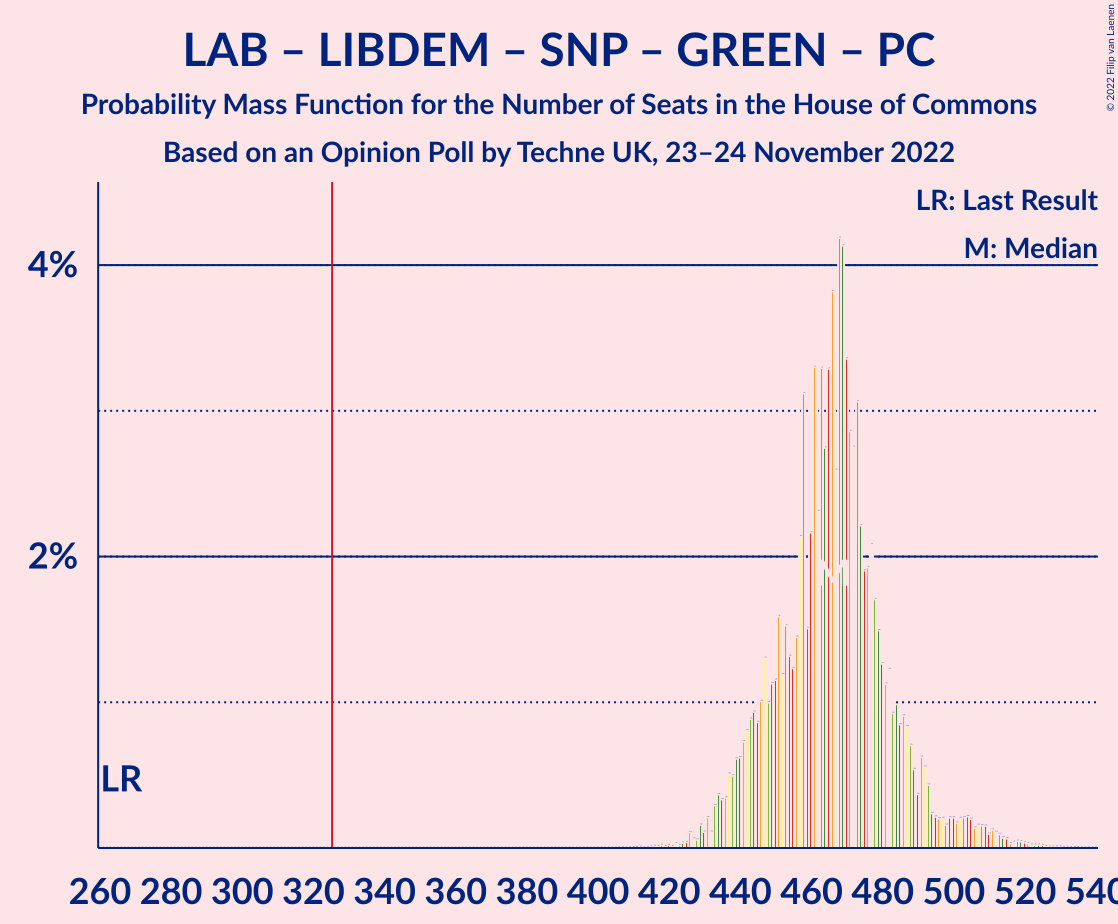 LAB – LIBDEM – SNP – GREEN – PC
Probability Mass Function for the Number of Seats in the House of Commons
Based on an Opinion Poll by Techne UK, 23–24 November 2022
© 2022 Filip van Laenen
LR: Last Result
M: Median
4%
2%
LR
260 280 300 320 340 360 380 400 420 440 460 480 500 520 540